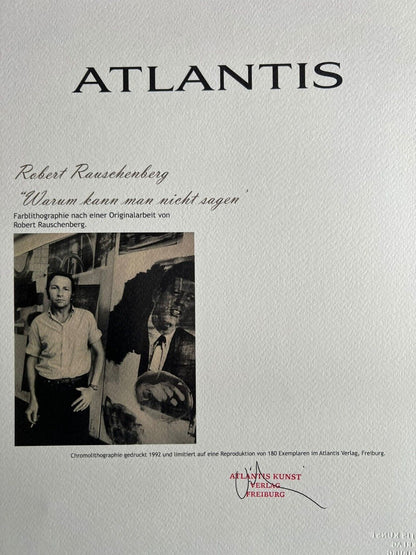 ATLANTIS
Robert Rauschenberg
"Warum kann man nicht sagen"
Farblithographie nach einer Originalarbeit von
Robert Rauschenberg.
Chromolithographie gedruckt 1992 und limitiert auf eine Reproduktion von 180 Exemplaren im Atlantis Verlag, Freiburg.
ATLANTIS KUNST
VERLAG
FREIBURG